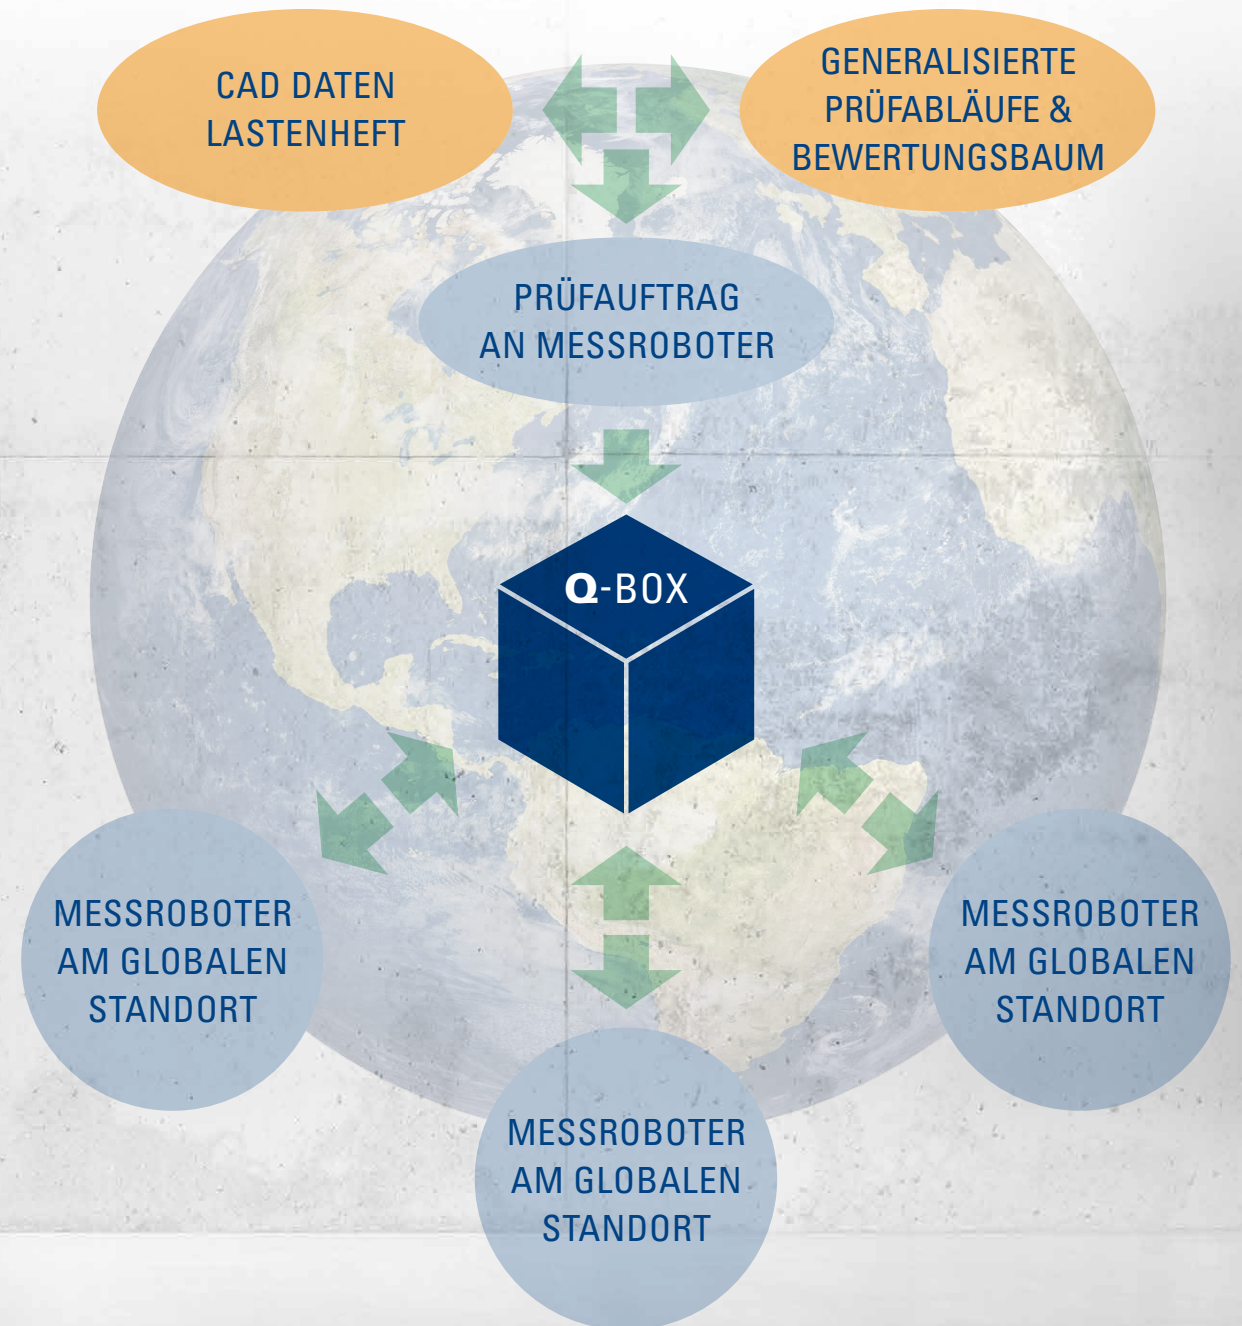 CAD DATEN
LASTENHEFT
GENERALISIERTE
PRÜFABLÄUFE &
BEWERTUNGSBAUM
PRÜFAUFTRAG
AN MESSROBOTER
Q-BOX
MESSROBOTER
AM GLOBALEN
STANDORT
MESSROBOTER
AM GLOBALEN
STANDORT
MESSROBOTER
AM GLOBALEN
STANDORT